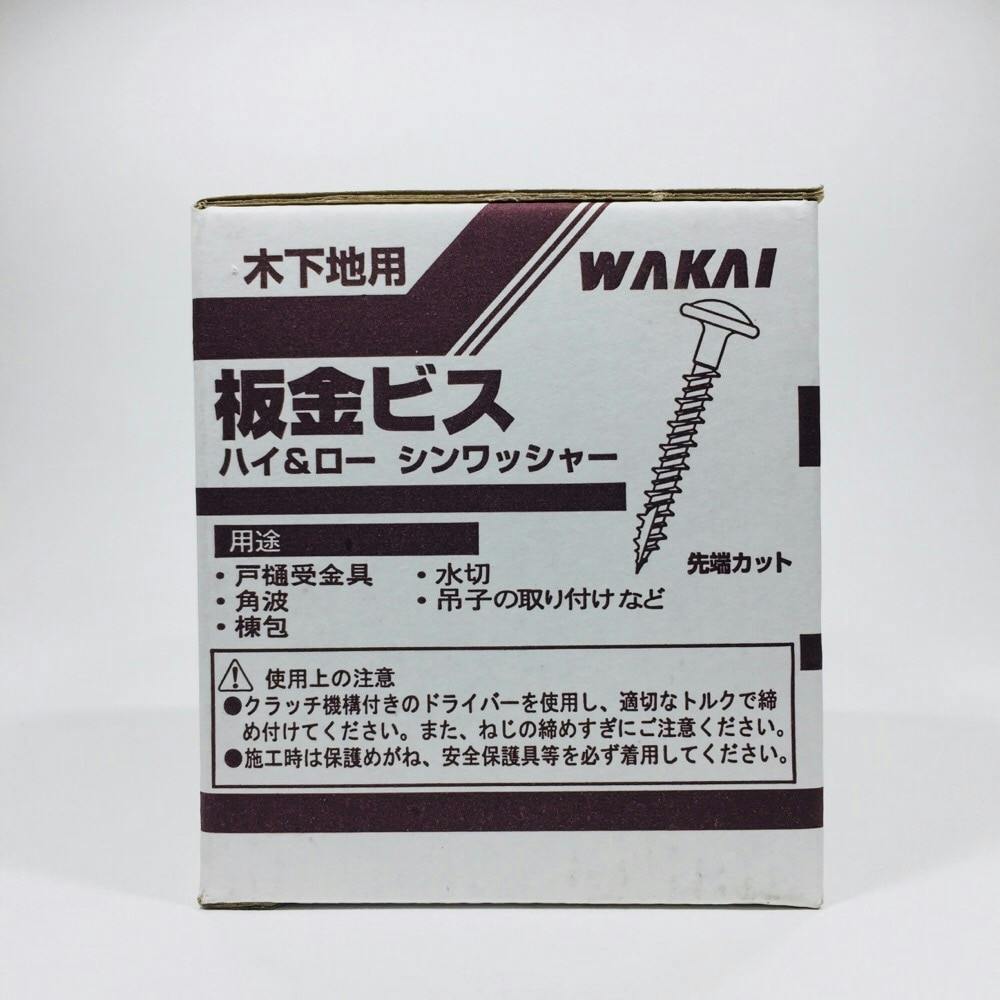 木下地用
WAKAI
板金ビス
ハイ&ロー シンワッシャー
先端カット
用途
・戸樋受金具
・角波
・棟包
・水切
・吊子の取り付けなど
⚠ 使用上の注意
●クラッチ機構付きのドライバーを使用し、適切なトルクで締
め付けてください。また、ねじの締めすぎにご注意ください。
●施工時は保護めがね、安全保護具等を必ず着用してください。